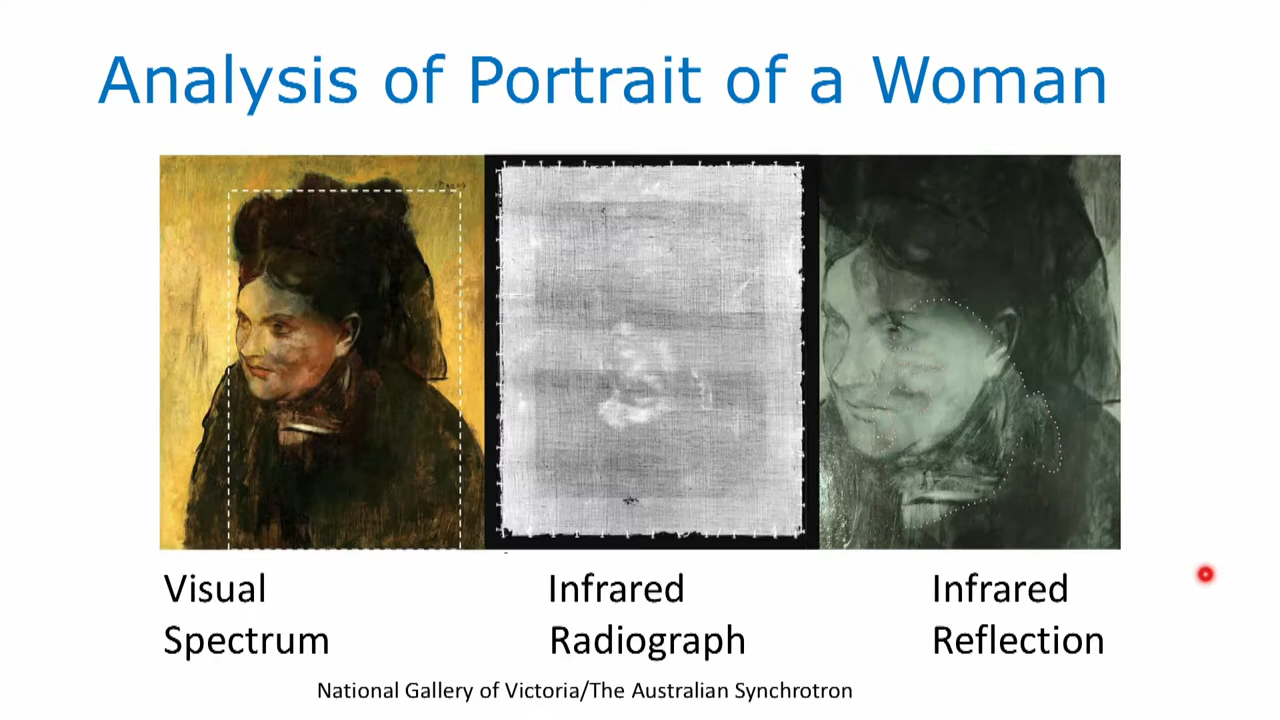 Analysis of Portrait of a Woman
Visual
Spectrum
Infrared
Radiograph
Infrared
Reflection
National Gallery of Victoria/The Australian Synchrotron